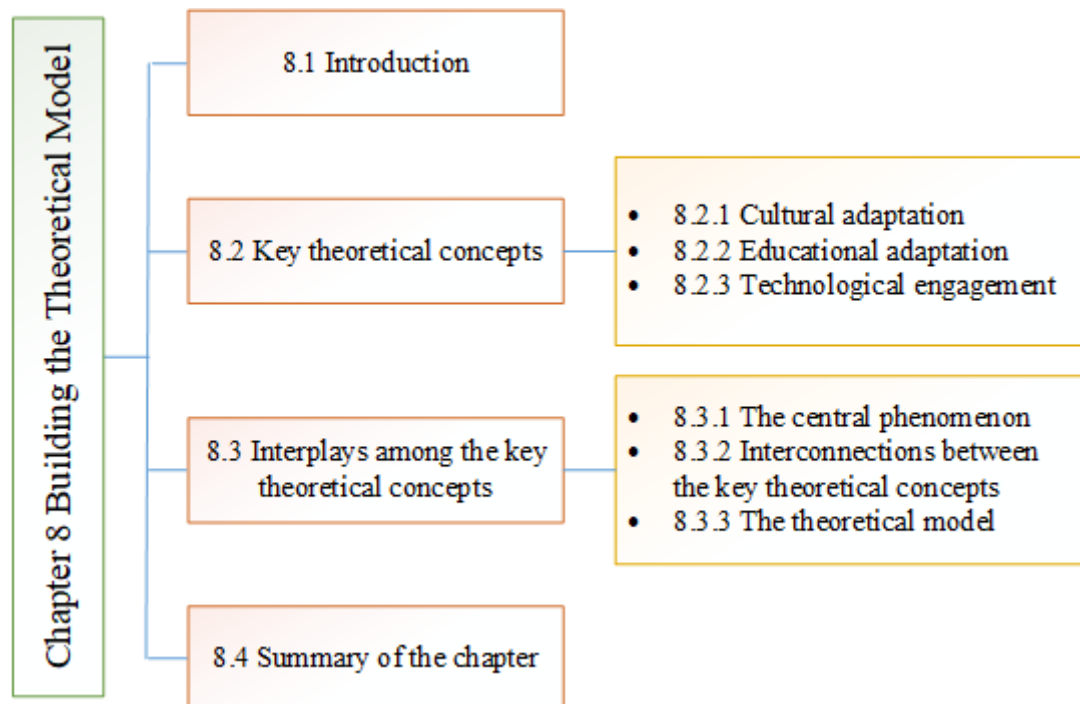 Chapter 8 Building the Theoretical Model
8.1 Introduction
8.2 Key theoretical concepts
• 8.2.1 Cultural adaptation
• 8.2.2 Educational adaptation
• 8.2.3 Technological engagement
8.3 Interplays among the key
theoretical concepts
• 8.3.1 The central phenomenon
• 8.3.2 Interconnections between
the key theoretical concepts
• 8.3.3 The theoretical model
8.4 Summary of the chapter